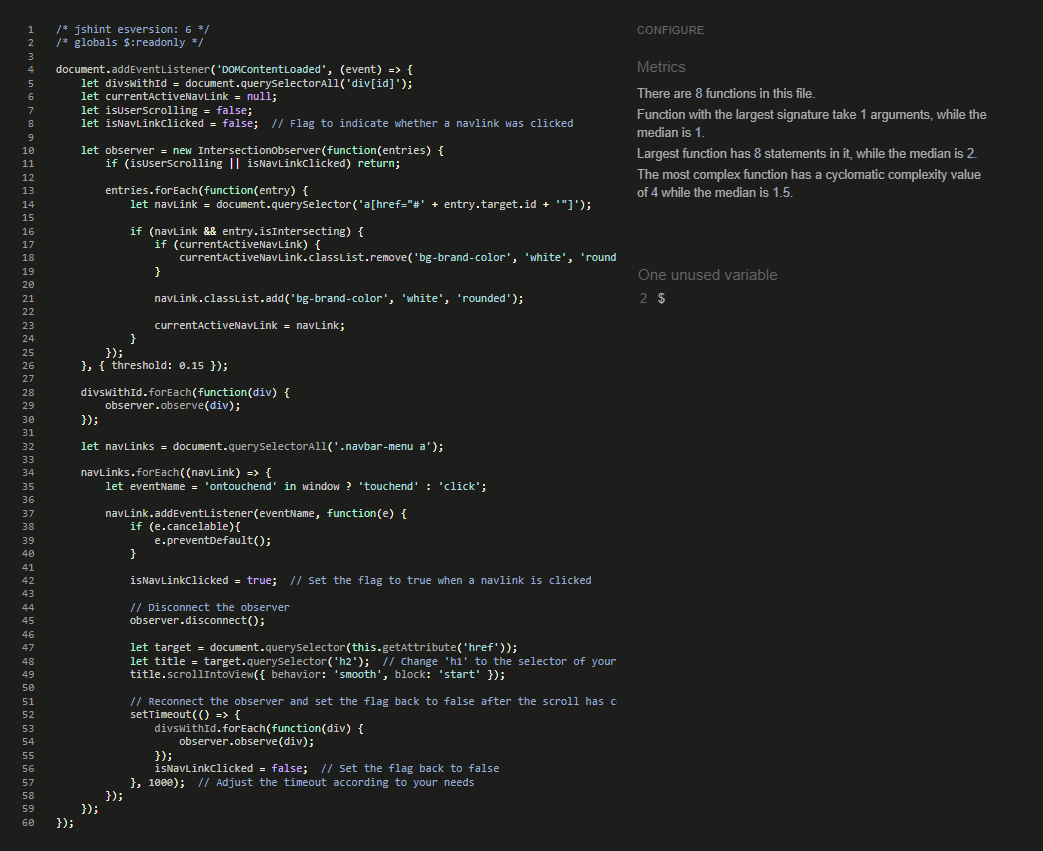 1 /* jshint esversion: 6 */
2 /* globals $:readonly */
3
4 document.addEventListener('DOMContentLoaded', (event) => {
5     let divsWithId = document.querySelectorAll('div[id]');
6     let currentActiveNavLink = null;
7     let isUserScrolling = false;
8     let isNavLinkClicked = false;  // Flag to indicate whether a navlink was clicked
9
10     let observer = new IntersectionObserver(function(entries) {
11         if (isUserScrolling || isNavLinkClicked) return;
12
13         entries.forEach(function(entry) {
14             let navLink = document.querySelector('a[href="#' + entry.target.id + '"]');
15
16             if (navLink && entry.isIntersecting) {
17                 if (currentActiveNavLink) {
18                     currentActiveNavLink.classList.remove('bg-brand-color', 'white', 'round
19                 }
20
21                 navLink.classList.add('bg-brand-color', 'white', 'rounded');
22
23                 currentActiveNavLink = navLink;
24             }
25         });
26     }, { threshold: 0.15 });
27
28     divsWithId.forEach(function(div) {
29         observer.observe(div);
30     });
31
32     let navLinks = document.querySelectorAll('.navbar-menu a');
33
34     navLinks.forEach((navLink) => {
35         let eventName = 'ontouchend' in window ? 'touchend' : 'click';
36
37         navLink.addEventListener(eventName, function(e) {
38             if (e.cancelable){
39                 e.preventDefault();
40             }
41
42             isNavLinkClicked = true;  // Set the flag to true when a navlink is clicked
43
44             // Disconnect the observer
45             observer.disconnect();
46
47             let target = document.querySelector(this.getAttribute('href'));
48             let title = target.querySelector('h2');  // Change 'h1' to the selector of your
49             title.scrollIntoView({ behavior: 'smooth', block: 'start' });
50
51             // Reconnect the observer and set the flag back to false after the scroll has c
52             setTimeout(() => {
53                 divsWithId.forEach(function(div) {
54                     observer.observe(div);
55                 });
56                 isNavLinkClicked = false;  // Set the flag back to false
57             }, 1000);  // Adjust the timeout according to your needs
58         });
59     });
60 });
CONFIGURE
Metrics
There are 8 functions in this file.
Function with the largest signature take 1 arguments, while the
median is 1.
Largest function has 8 statements in it, while the median is 2.
The most complex function has a cyclomatic complexity value
of 4 while the median is 1.5.
One unused variable
2 $